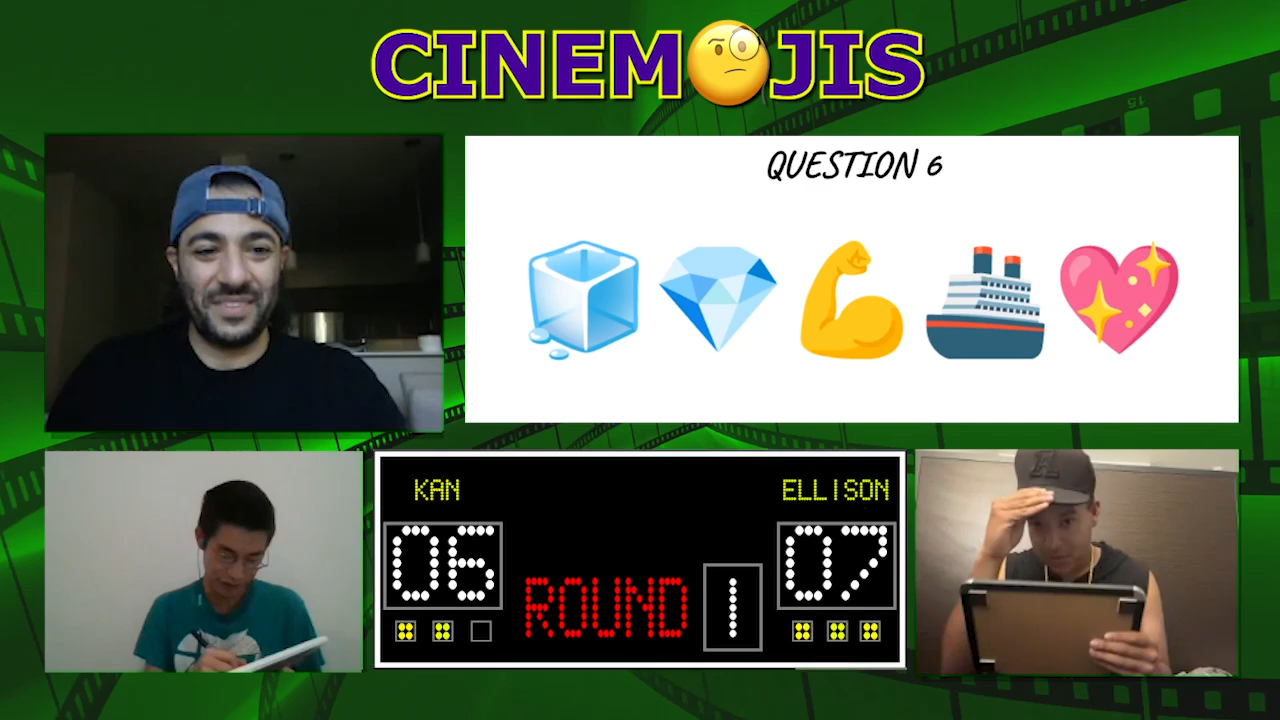 CINEM🧐JIS
QUESTION 6
KAN
ELLISON
06
07
ROUND 1
A